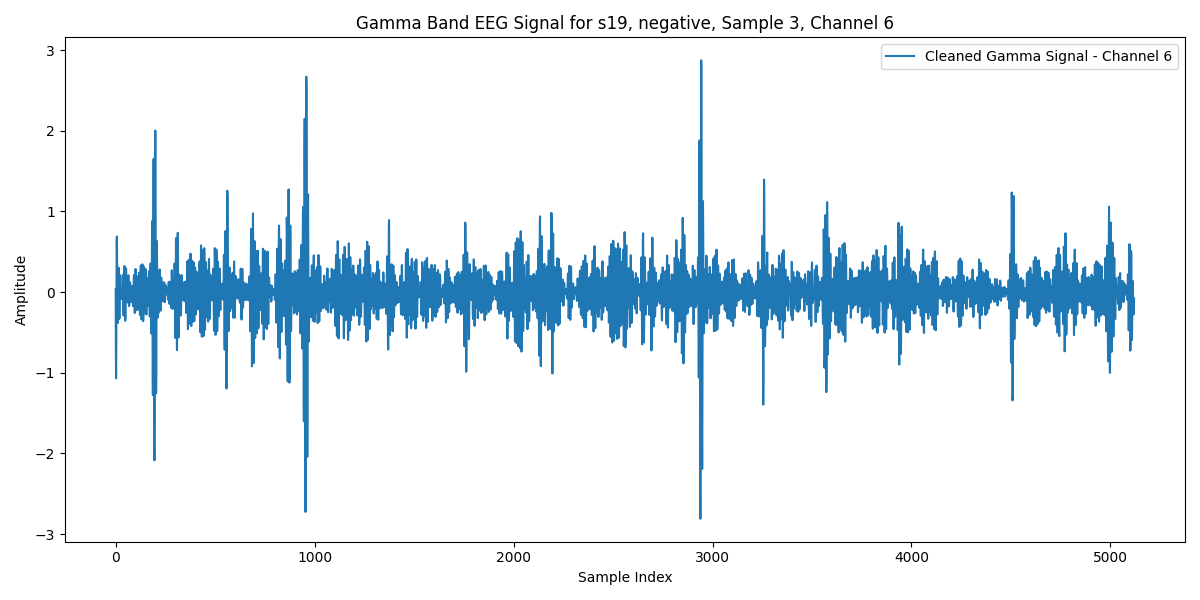 Gamma Band EEG Signal for s19, negative, Sample 3, Channel 6
Cleaned Gamma Signal - Channel 6
Amplitude
3
2
1
0
−1
−2
−3
0 1000 2000 3000 4000 5000
Sample Index